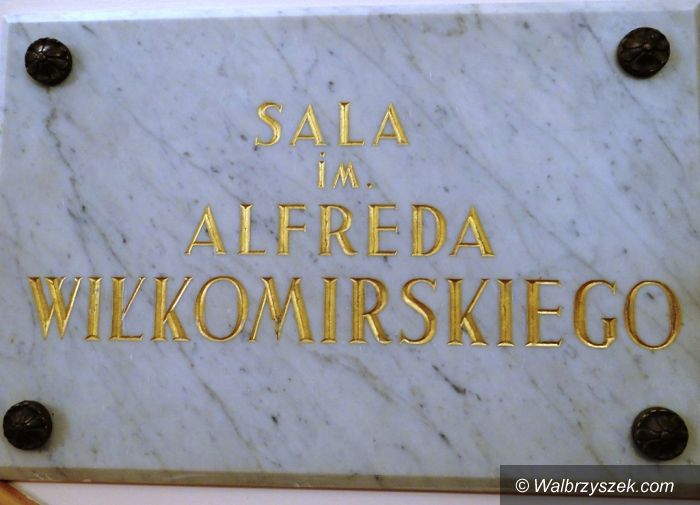 SALA
im.
ALFREDA
WIŁKOMIRSKIEGO
© Walbrzyszek.com